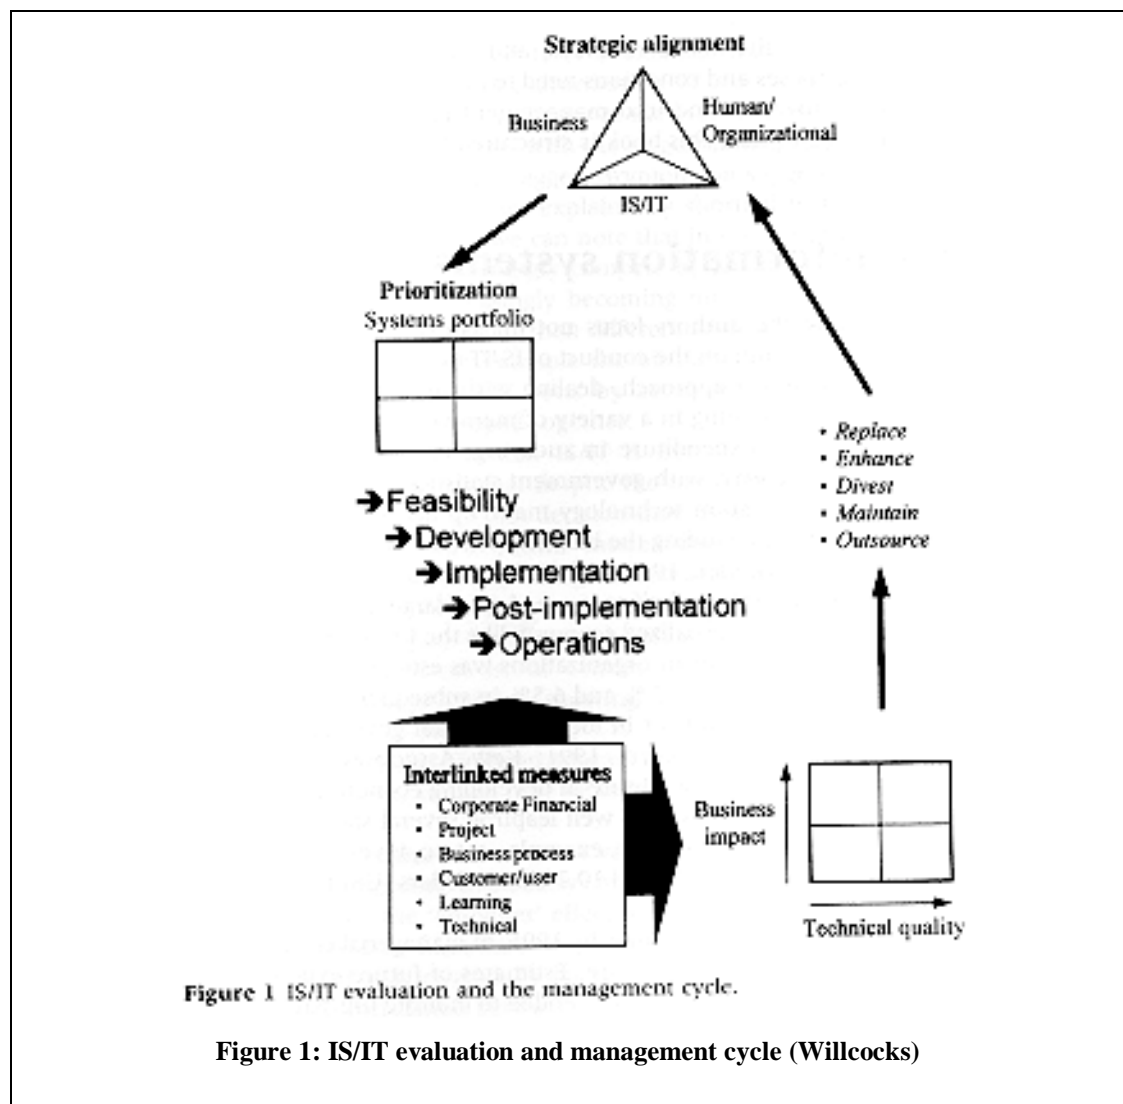 Strategic alignment
Business
Human/
Organizational
IS/IT
Prioritization
Systems portfolio
➔Feasibility
➔Development
➔Implementation
➔Post-implementation
➔Operations
• Replace
• Enhance
• Divest
• Maintain
• Outsource
Interlinked measures
• Corporate Financial
• Project
• Business process
• Customer/user
• Learning
• Technical
Business
impact
Technical quality
Figure 1 IS/IT evaluation and the management cycle.
Figure 1: IS/IT evaluation and management cycle (Willcocks)